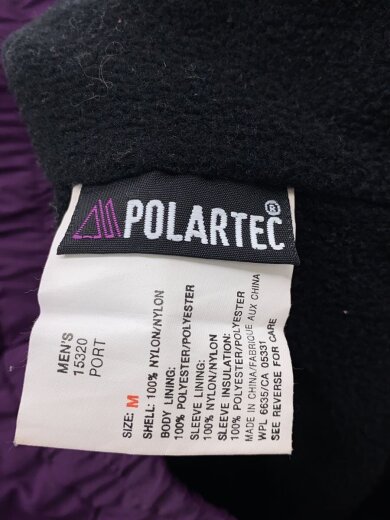 POLARTEC®
MEN'S
15320
PORT
SIZE: M
SHELL: 100% NYLON/NYLON
BODY LINING:
100% POLYESTER/POLYESTER
SLEEVE LINING:
100% NYLON/NYLON
SLEEVE INSULATION:
100% POLYESTER/POLYESTER
MADE IN CHINA/FABRIQUE AUX CHINA
WPL 6635/CA 05331
SEE REVERSE FOR CARE